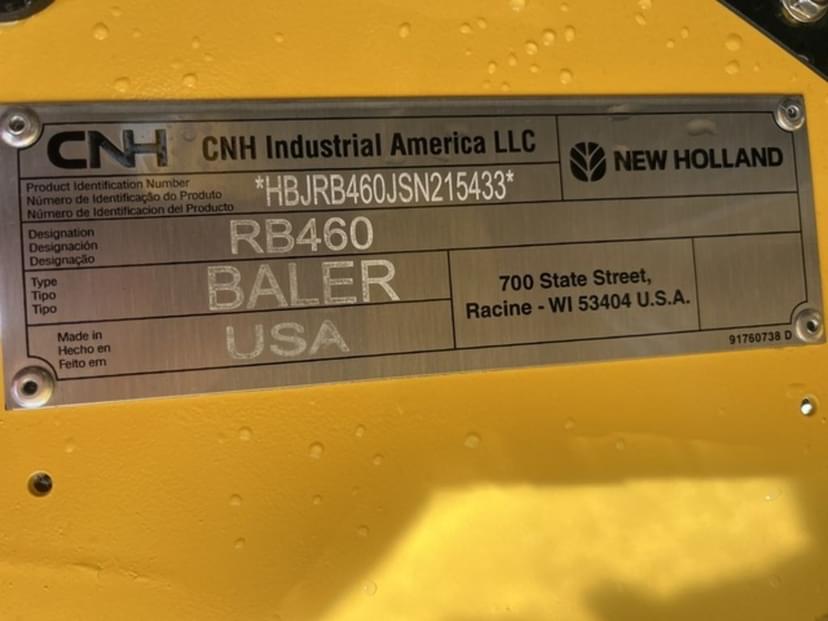 CNH CNH Industrial America LLC
NEW HOLLAND
Product Identification Number
Número de Identificação do Produto
Número de Identificacion del Producto
*HBJRB460JSN215433*
Designation
Designación
Designação
RB460
Type
Tipo
Tipo
BALER
700 State Street,
Racine - WI 53404 U.S.A.
Made in
Hecho en
Feito em
USA
91760738 D